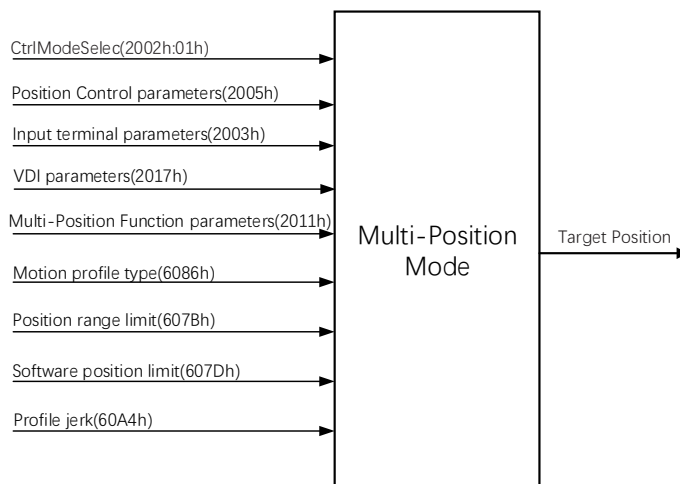 CtrlModeSelec(2002h:01h)
Position Control parameters(2005h)
Input terminal parameters(2003h)
VDI parameters(2017h)
Multi-Position Function parameters(2011h)
Motion profile type(6086h)
Position range limit(607Bh)
Software position limit(607Dh)
Profile jerk(60A4h)
Multi-Position
Mode
Target Position